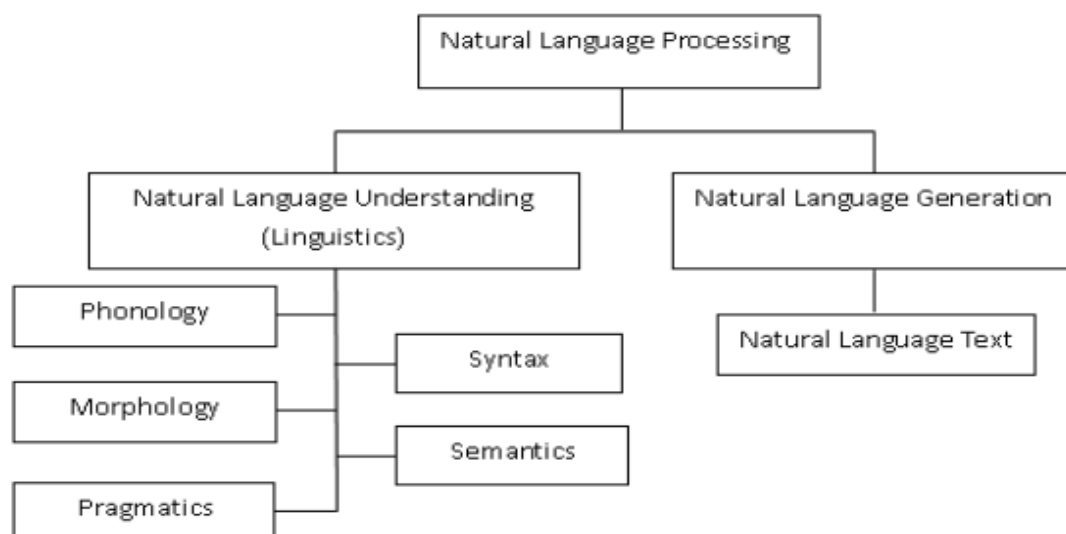 Natural Language Processing
Natural Language Understanding
(Linguistics)
Natural Language Generation
Phonology
Natural Language Text
Syntax
Morphology
Semantics
Pragmatics